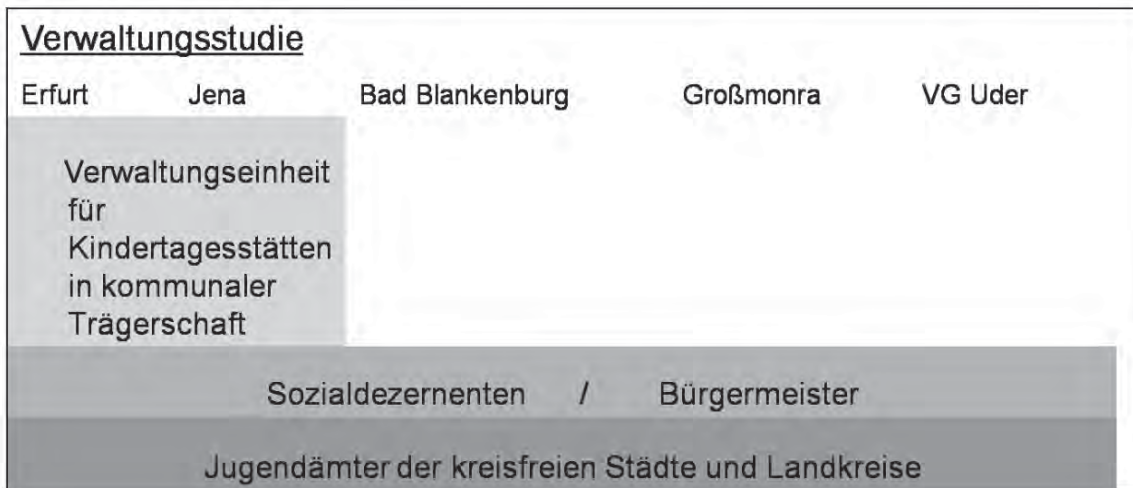 Verwaltungsstudie
Erfurt Jena Bad Blankenburg Großmonra VG Uder
Verwaltungseinheit
für
Kindertagesstätten
in kommunaler
Trägerschaft
Sozialdezernenten / Bürgermeister
Jugendämter der kreisfreien Städte und Landkreise